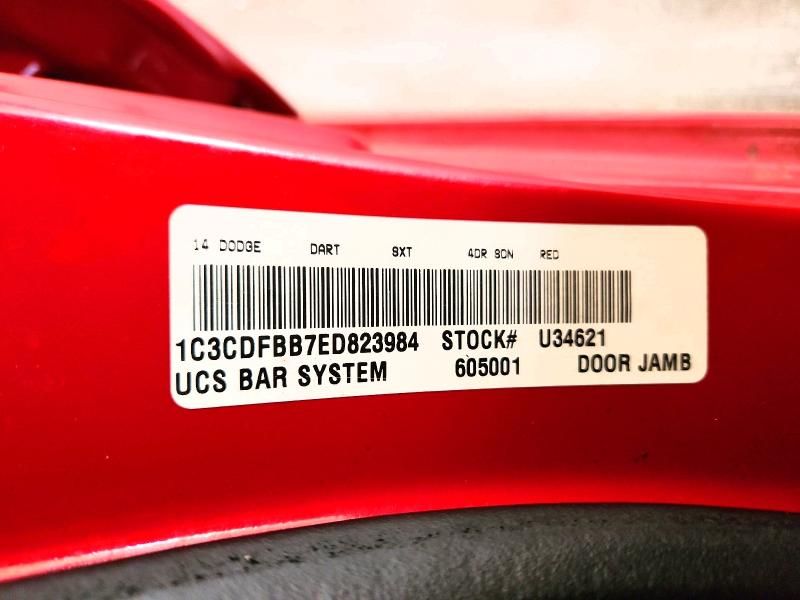 14 DODGE DART SXT 4DR SDN RED
1C3CDFBB7ED823984 STOCK# U34621
UCS BAR SYSTEM 605001 DOOR JAMB